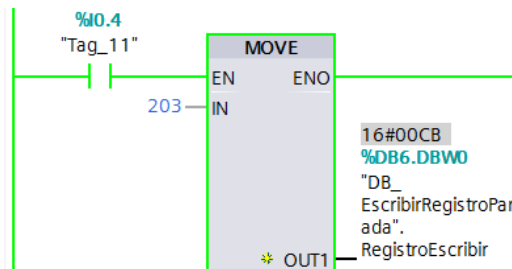 %I0.4
"Tag_11"
MOVE
EN
ENO
203
IN
16#00CB
%DB6.DBW0
"DB_
EscribirRegistroPar
ada".
RegistroEscribir
OUT1